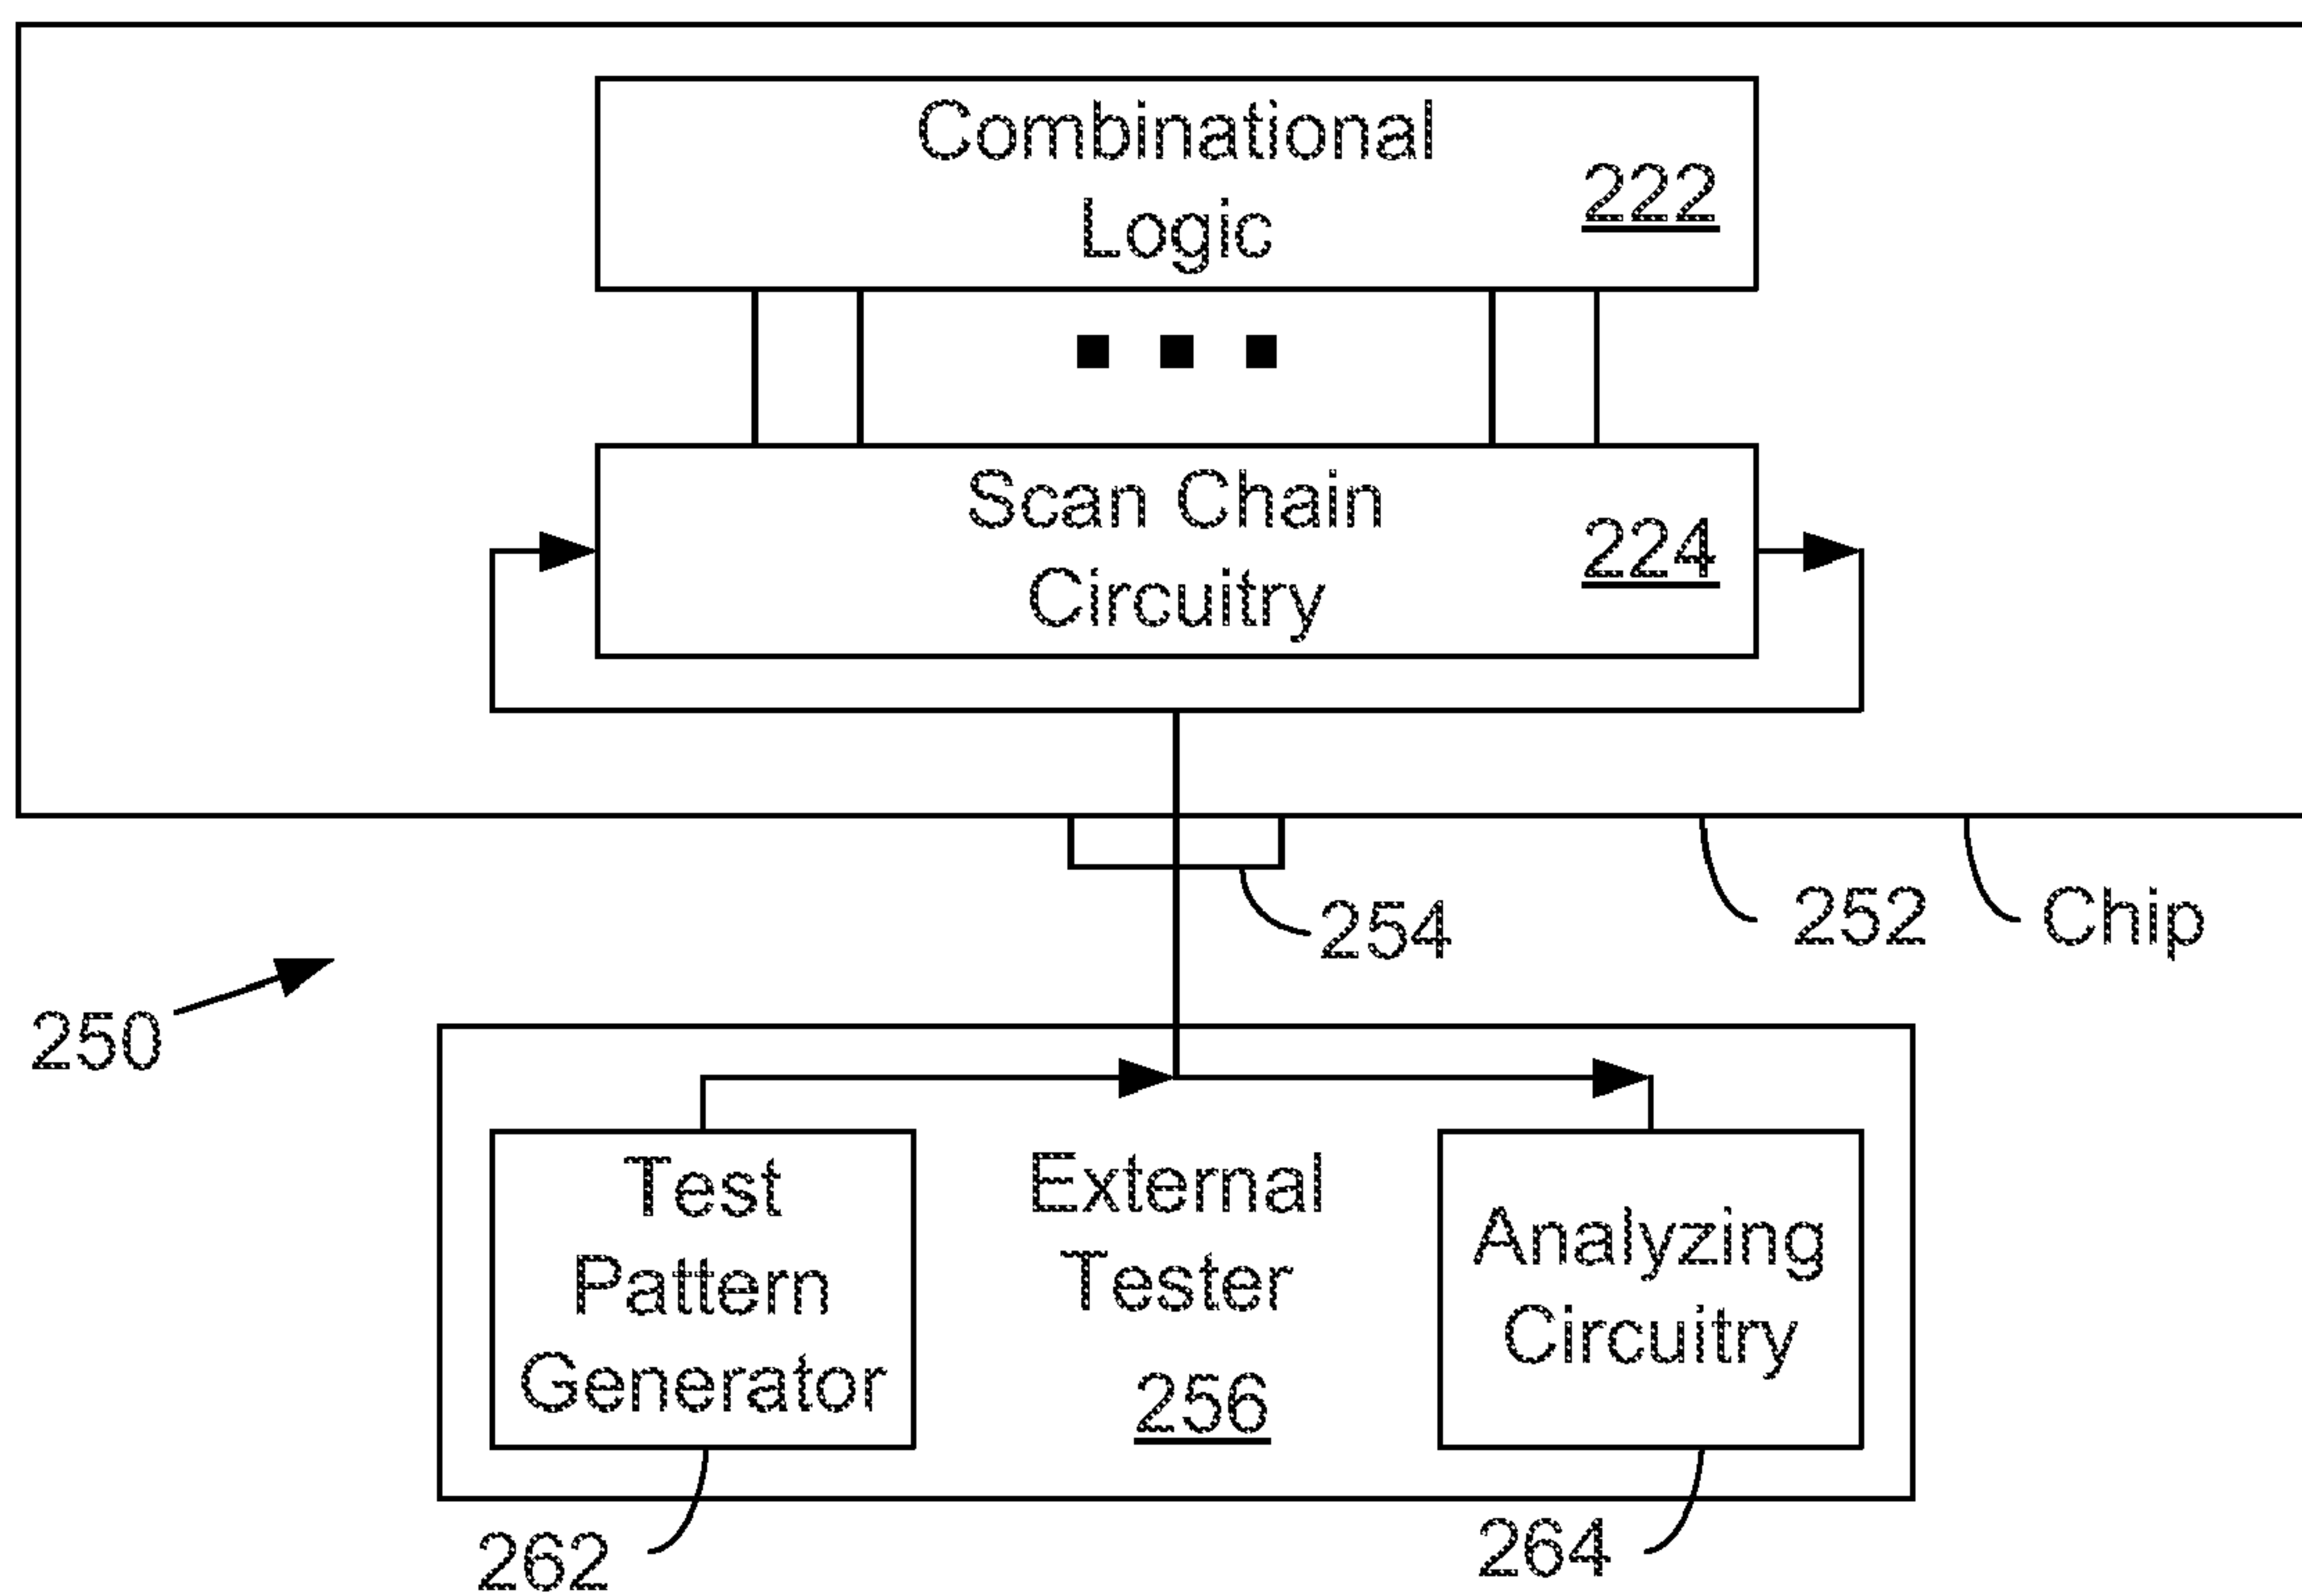 Combinational
Logic
222
Scan Chain
Circuitry
224
254
252
Chip
250
Test
Pattern
Generator
External
Tester
256
Analyzing
Circuitry
262
264